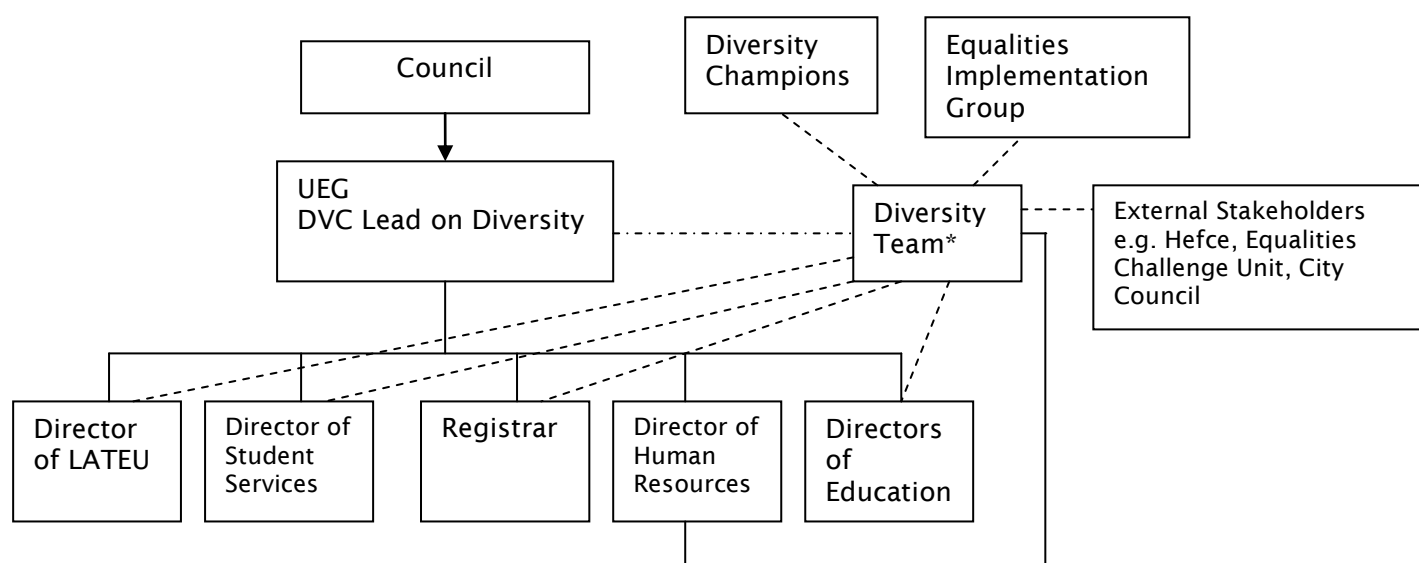 Council
Diversity
Champions
Equalities
Implementation
Group
UEG
DVC Lead on Diversity
Diversity
Team*
External Stakeholders
e.g. Hefce, Equalities
Challenge Unit, City
Council
Director
of LATEU
Director of
Student
Services
Registrar
Director of
Human
Resources
Directors
of
Education